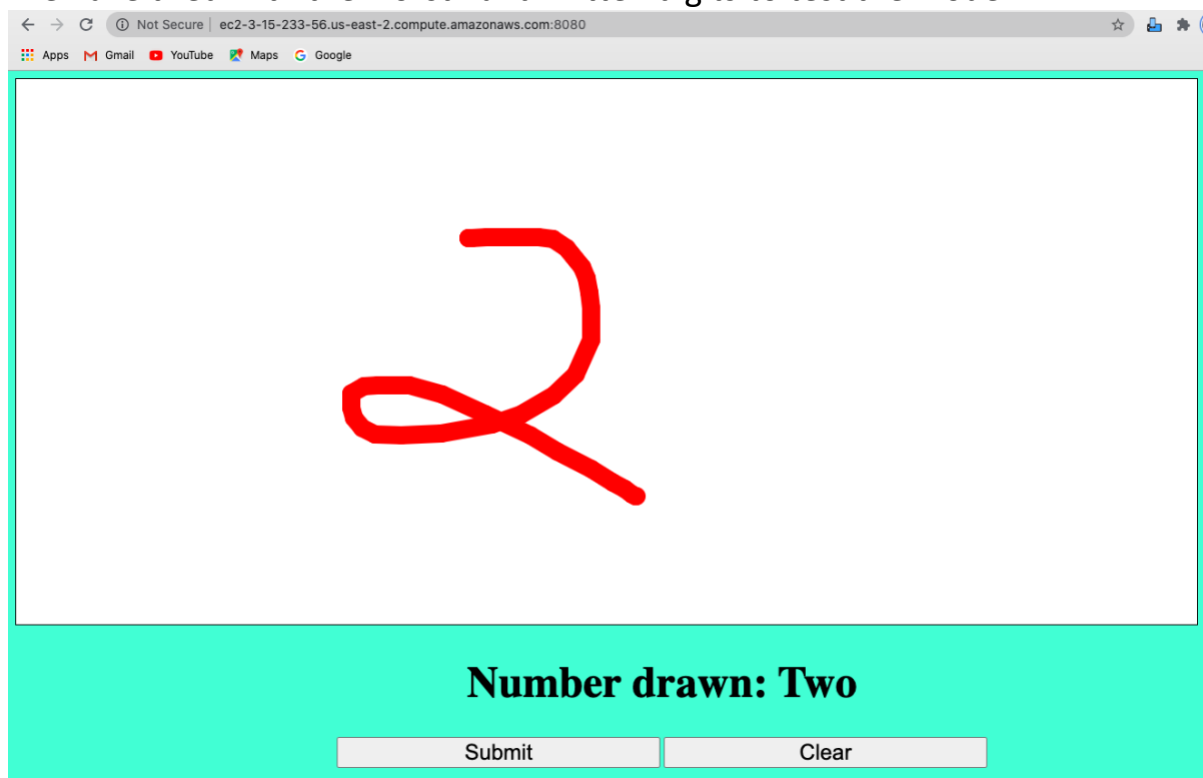 Not Secure | ec2-3-15-233-56.us-east-2.compute.amazonaws.com:8080
Apps Gmail YouTube Maps Google
2
Number drawn: Two
Submit Clear